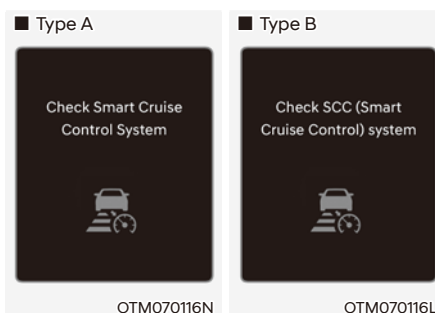 ■ Type A
Check Smart Cruise
Control System
OTM070116N
■ Type B
Check SCC (Smart
Cruise Control) system
OTM070116L